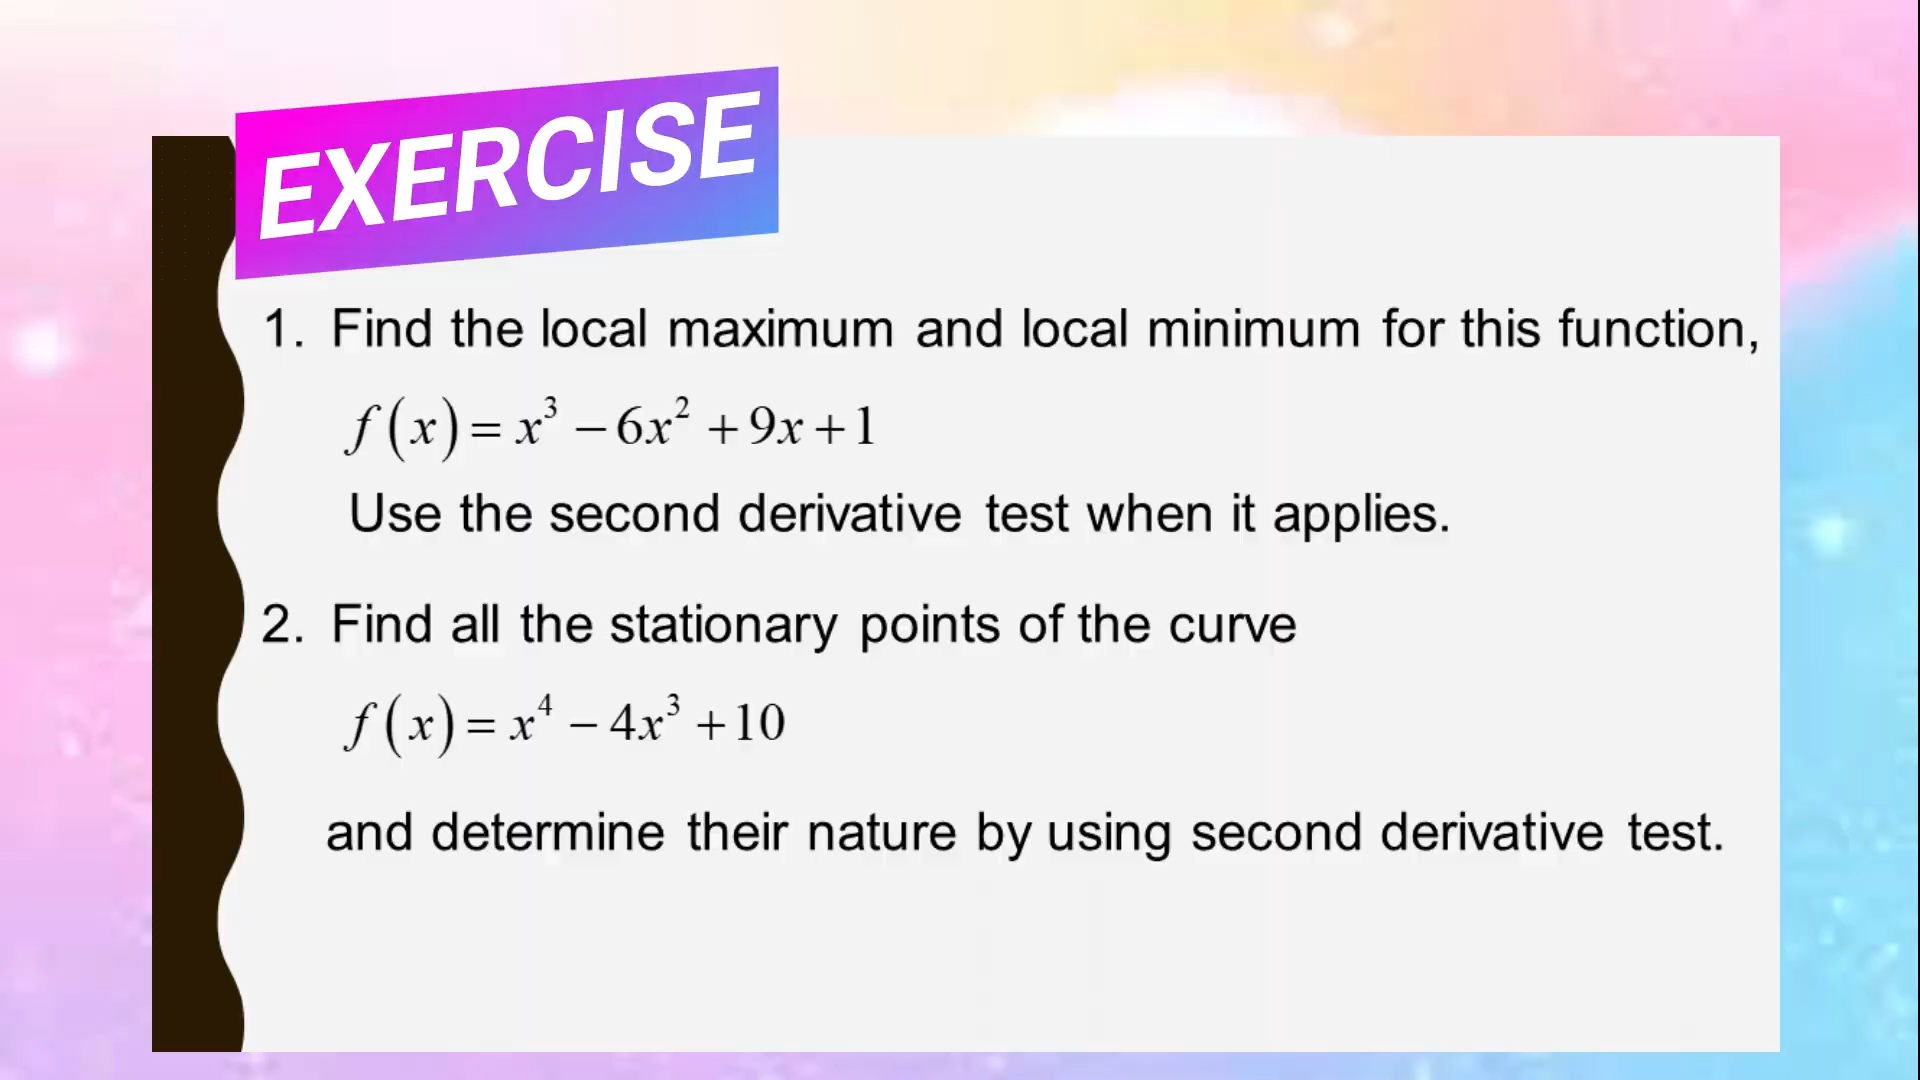 EXERCISE
1. Find the local maximum and local minimum for this function,
f(x) = x³ − 6x² + 9x + 1
Use the second derivative test when it applies.
2. Find all the stationary points of the curve
f(x) = x⁴ − 4x³ + 10
and determine their nature by using second derivative test.